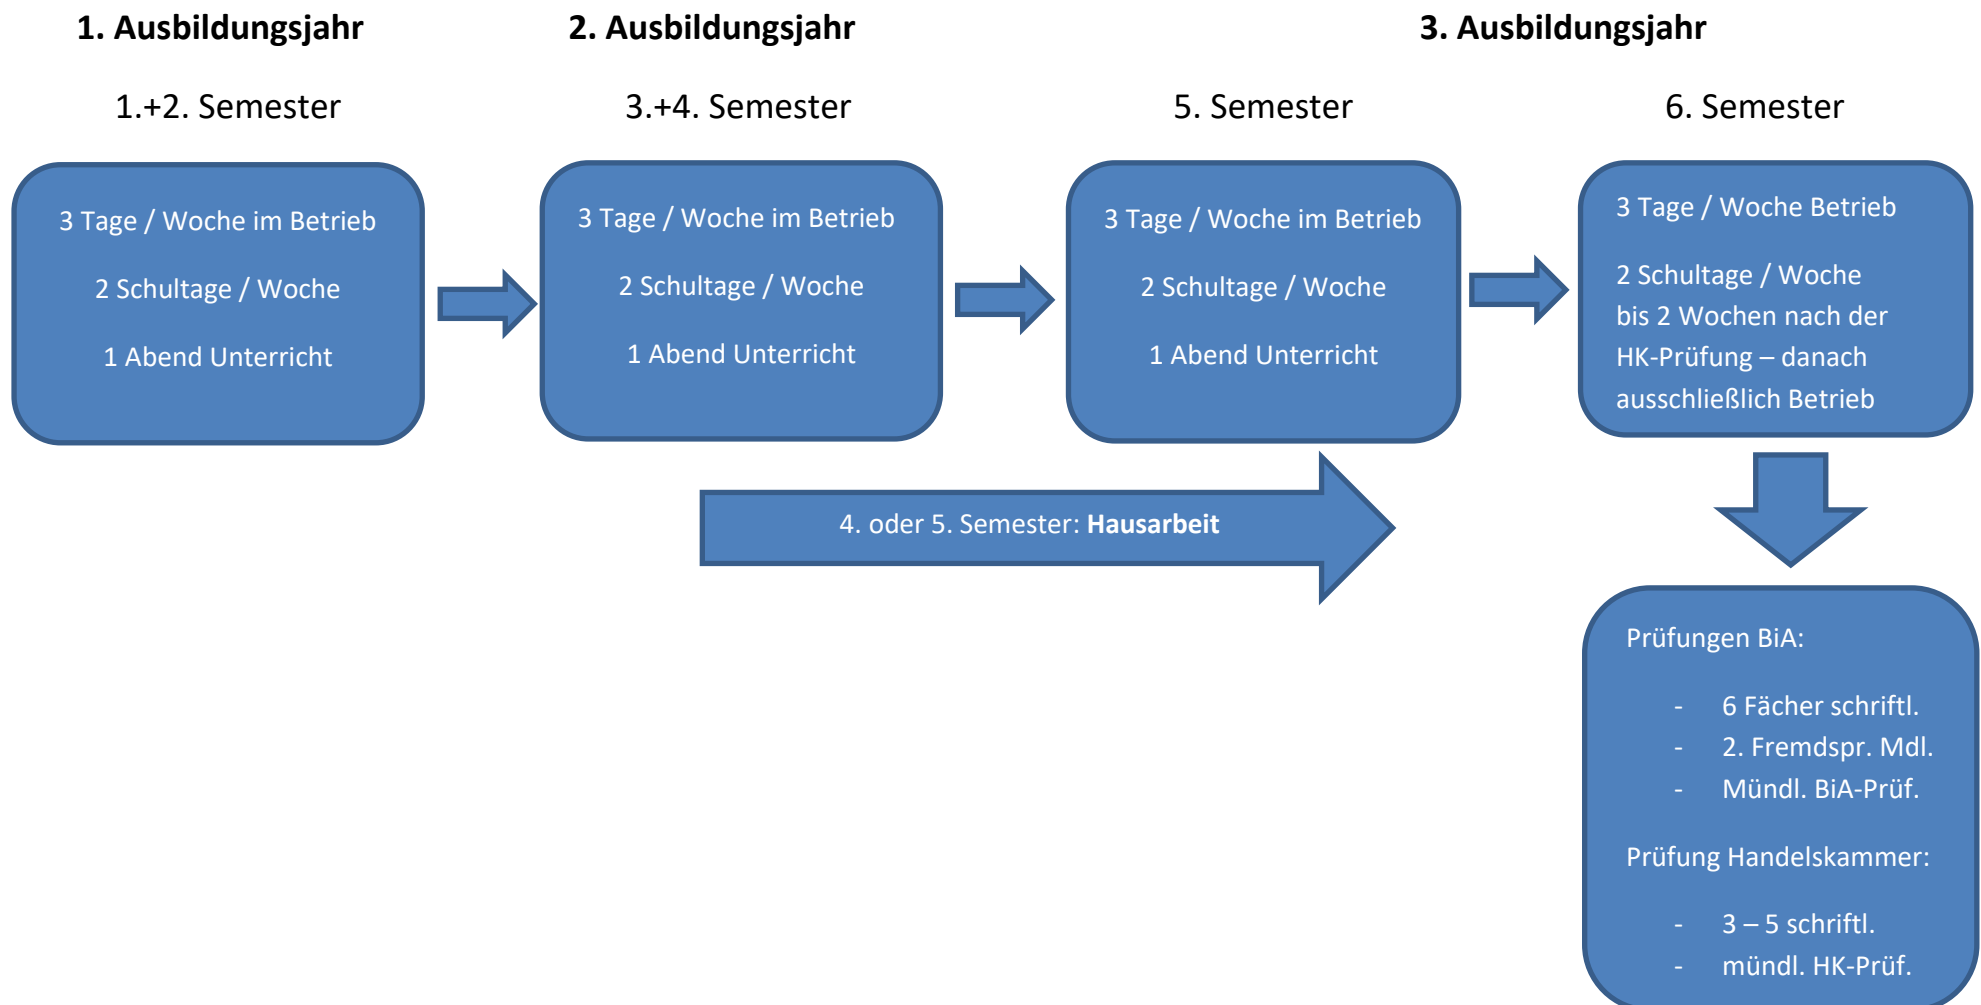 1. Ausbildungsjahr
2. Ausbildungsjahr
3. Ausbildungsjahr
1.+2. Semester
3.+4. Semester
5. Semester
6. Semester
3 Tage / Woche im Betrieb
2 Schultage / Woche
1 Abend Unterricht
3 Tage / Woche im Betrieb
2 Schultage / Woche
1 Abend Unterricht
3 Tage / Woche im Betrieb
2 Schultage / Woche
1 Abend Unterricht
3 Tage / Woche Betrieb
2 Schultage / Woche
bis 2 Wochen nach der
HK-Prüfung – danach
ausschließlich Betrieb
4. oder 5. Semester: Hausarbeit
Prüfungen BiA:
- 6 Fächer schriftl.
- 2. Fremdspr. Mdl.
- Mündl. BiA-Prüf.
Prüfung Handelskammer:
- 3 – 5 schriftl.
- mündl. HK-Prüf.